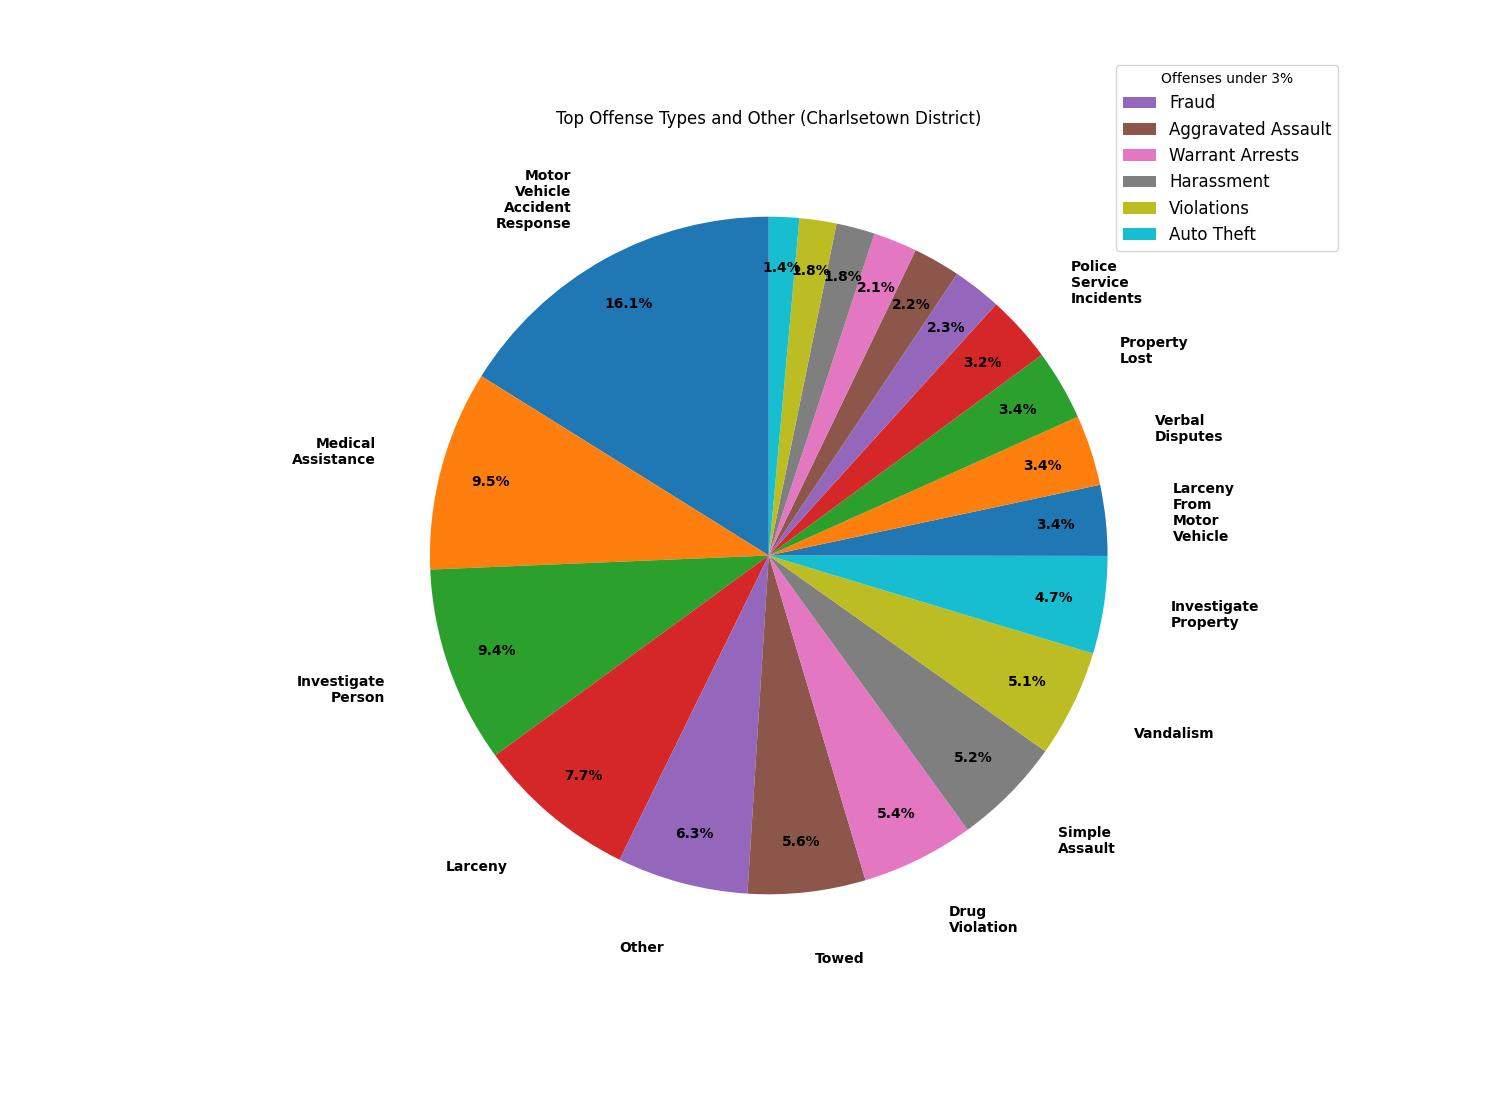 Top Offense Types and Other (Charlsetown District)
Offenses under 3%
Fraud
Aggravated Assault
Warrant Arrests
Harassment
Violations
Auto Theft
Motor
Vehicle
Accident
Response
16.1%
Medical
Assistance
9.5%
Investigate
Person
9.4%
Larceny
7.7%
Other
6.3%
Towed
5.6%
Drug
Violation
5.4%
Simple
Assault
5.2%
Vandalism
5.1%
Investigate
Property
4.7%
Larceny
From
Motor
Vehicle
3.4%
Verbal
Disputes
3.4%
Property
Lost
3.4%
Police
Service
Incidents
3.2%
2.3%
2.2%
2.1%
1.8%
1.8%
1.4%